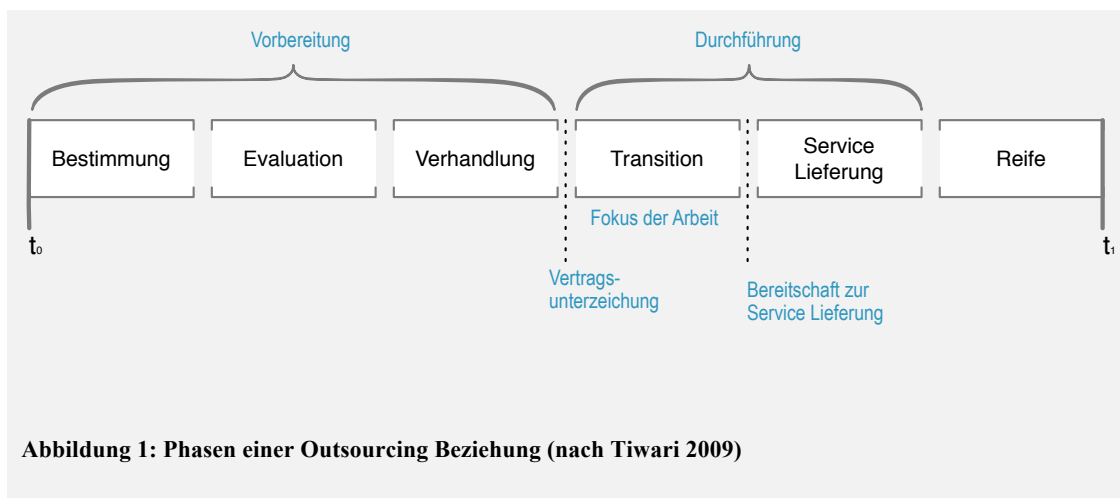 Vorbereitung
Durchführung
Bestimmung
Evaluation
Verhandlung
Transition
Service
Lieferung
Reife
Fokus der Arbeit
t₀
t₁
Vertrags-
unterzeichung
Bereitschaft zur
Service Lieferung
Abbildung 1: Phasen einer Outsourcing Beziehung (nach Tiwari 2009)